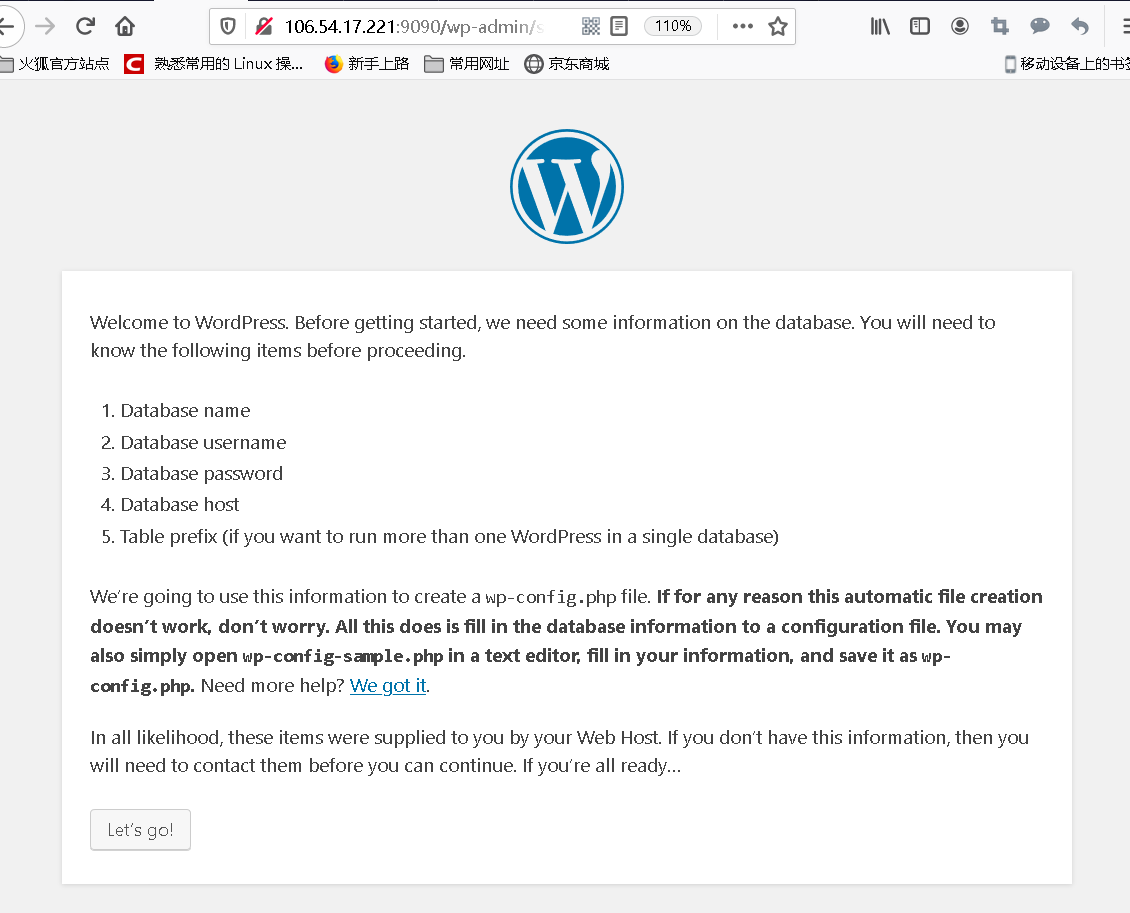 106.54.17.221:9090/wp-admin/s
110%
火狐官方站点 熟悉常用的 Linux 操... 新手上路 常用网址 京东商城 移动设备上的书签
Welcome to WordPress. Before getting started, we need some information on the database. You will need to
know the following items before proceeding.
1. Database name
2. Database username
3. Database password
4. Database host
5. Table prefix (if you want to run more than one WordPress in a single database)
We’re going to use this information to create a wp-config.php file. If for any reason this automatic file creation
doesn’t work, don’t worry. All this does is fill in the database information to a configuration file. You may
also simply open wp-config-sample.php in a text editor, fill in your information, and save it as wp-
config.php. Need more help? We got it.
In all likelihood, these items were supplied to you by your Web Host. If you don’t have this information, then you
will need to contact them before you can continue. If you’re all ready…
Let’s go!